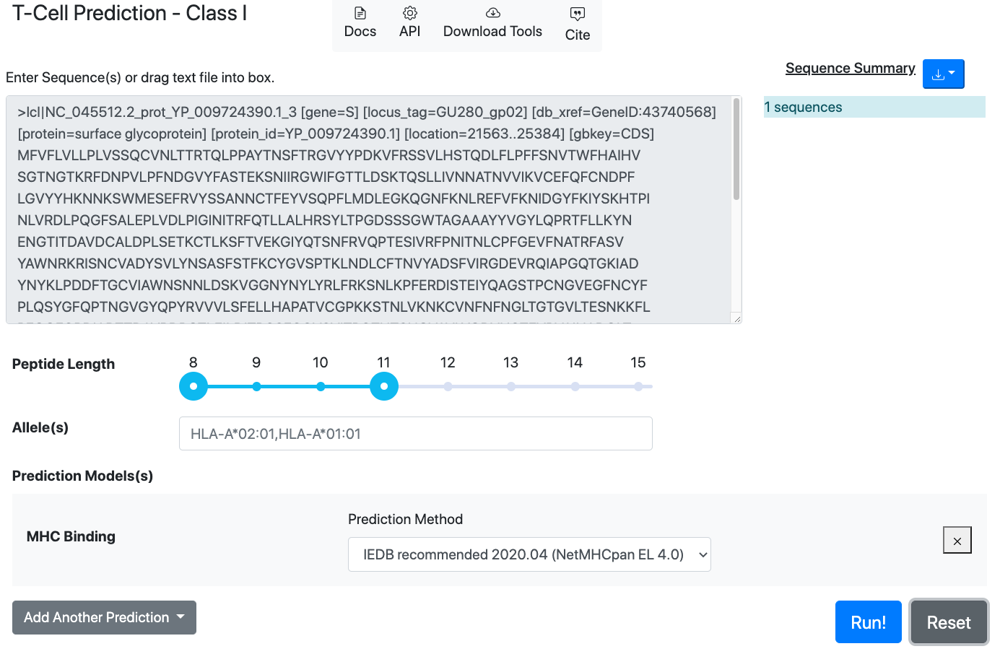 T-Cell Prediction - Class I
Docs
API
Download Tools
Cite
Enter Sequence(s) or drag text file into box.
Sequence Summary
1 sequences
>lcl|NC_045512.2_prot_YP_009724390.1_3 [gene=S] [locus_tag=GU280_gp02] [db_xref=GeneID:43740568]
[protein=surface glycoprotein] [protein_id=YP_009724390.1] [location=21563..25384] [gbkey=CDS]
MFVFLVLLPLVSSQCVNLTTRTQLPPAYTNSFTRGVYYPDKVFRSSVLHSTQDLFLPFFSNVTWFHAIHV
SGTNGTKRFDNPVLPFNDGVYFASTEKSNIIRGWIFGTTLDSKTQSLLIVNNATNVVIKVCEFQFCNDPF
LGVYYHKNNKSWMESEFRVYSSANNCTFEYVSQPFLMDLEGKQGNFKNLREFVFKNIDGYFKIYSKHTPI
NLVRDLPQGFSALEPLVDLPIGINITRFQTLLALHRSYLTPGDSSSGWTAGAAAYYVGYLQPRTFLLKYN
ENGTITDAVDCALDPLSETKCTLKSFTVEKGIYQTSNFRVQPTESIVRFPNITNLCPFGEVFNATRFASV
YAWNRKRISNCVADYSVLYNSASFSTFKCYGVSPTKLNDLCFTNVYADSFVIRGDEVRQIAPGQTGKIAD
YNYKLPDDFTGCVIAWNSNNLDSKVGGNYNYLYRLFRKSNLKPFERDISTEIYQAGSTPCNGVEGFNCYF
PLQSYGFQPTNGVGYQPYRVVVLSFELLHAPATVCGPKKSTNLVKNKCVNFNFNGLTGTGVLTESNKKFL
Peptide Length
8 9 10 11 12 13 14 15
Allele(s)
HLA-A*02:01,HLA-A*01:01
Prediction Models(s)
Prediction Method
MHC Binding
IEDB recommended 2020.04 (NetMHCpan EL 4.0)
Add Another Prediction
Run!
Reset